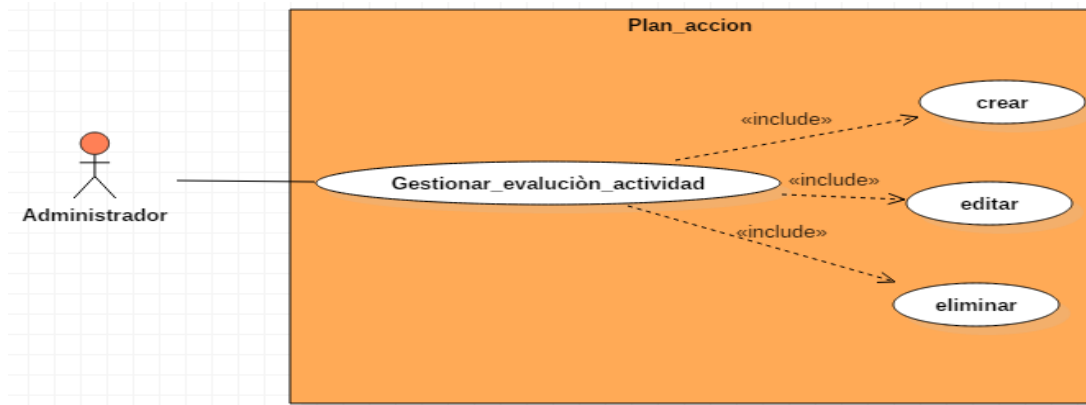 Plan_accion
crear
«include»
Gestionar_evaluciòn_actividad
«include»
editar
Administrador
«include»
eliminar